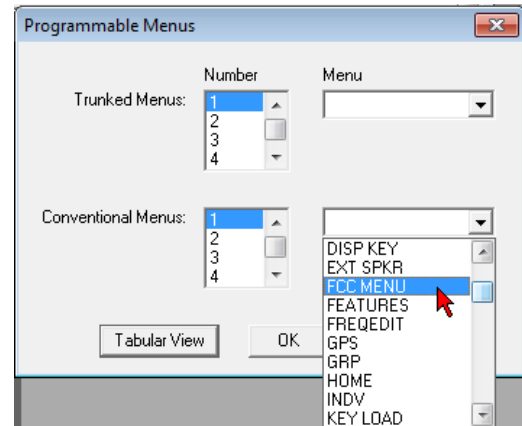 Programmable Menus
Number Menu
Trunked Menus: 1
2
3
4
Conventional Menus: 1
2
3
4
DISP KEY
EXT SPKR
FCC MENU
FEATURES
FREQEDIT
GPS
GRP
HOME
INDV
KEY LOAD
Tabular View OK